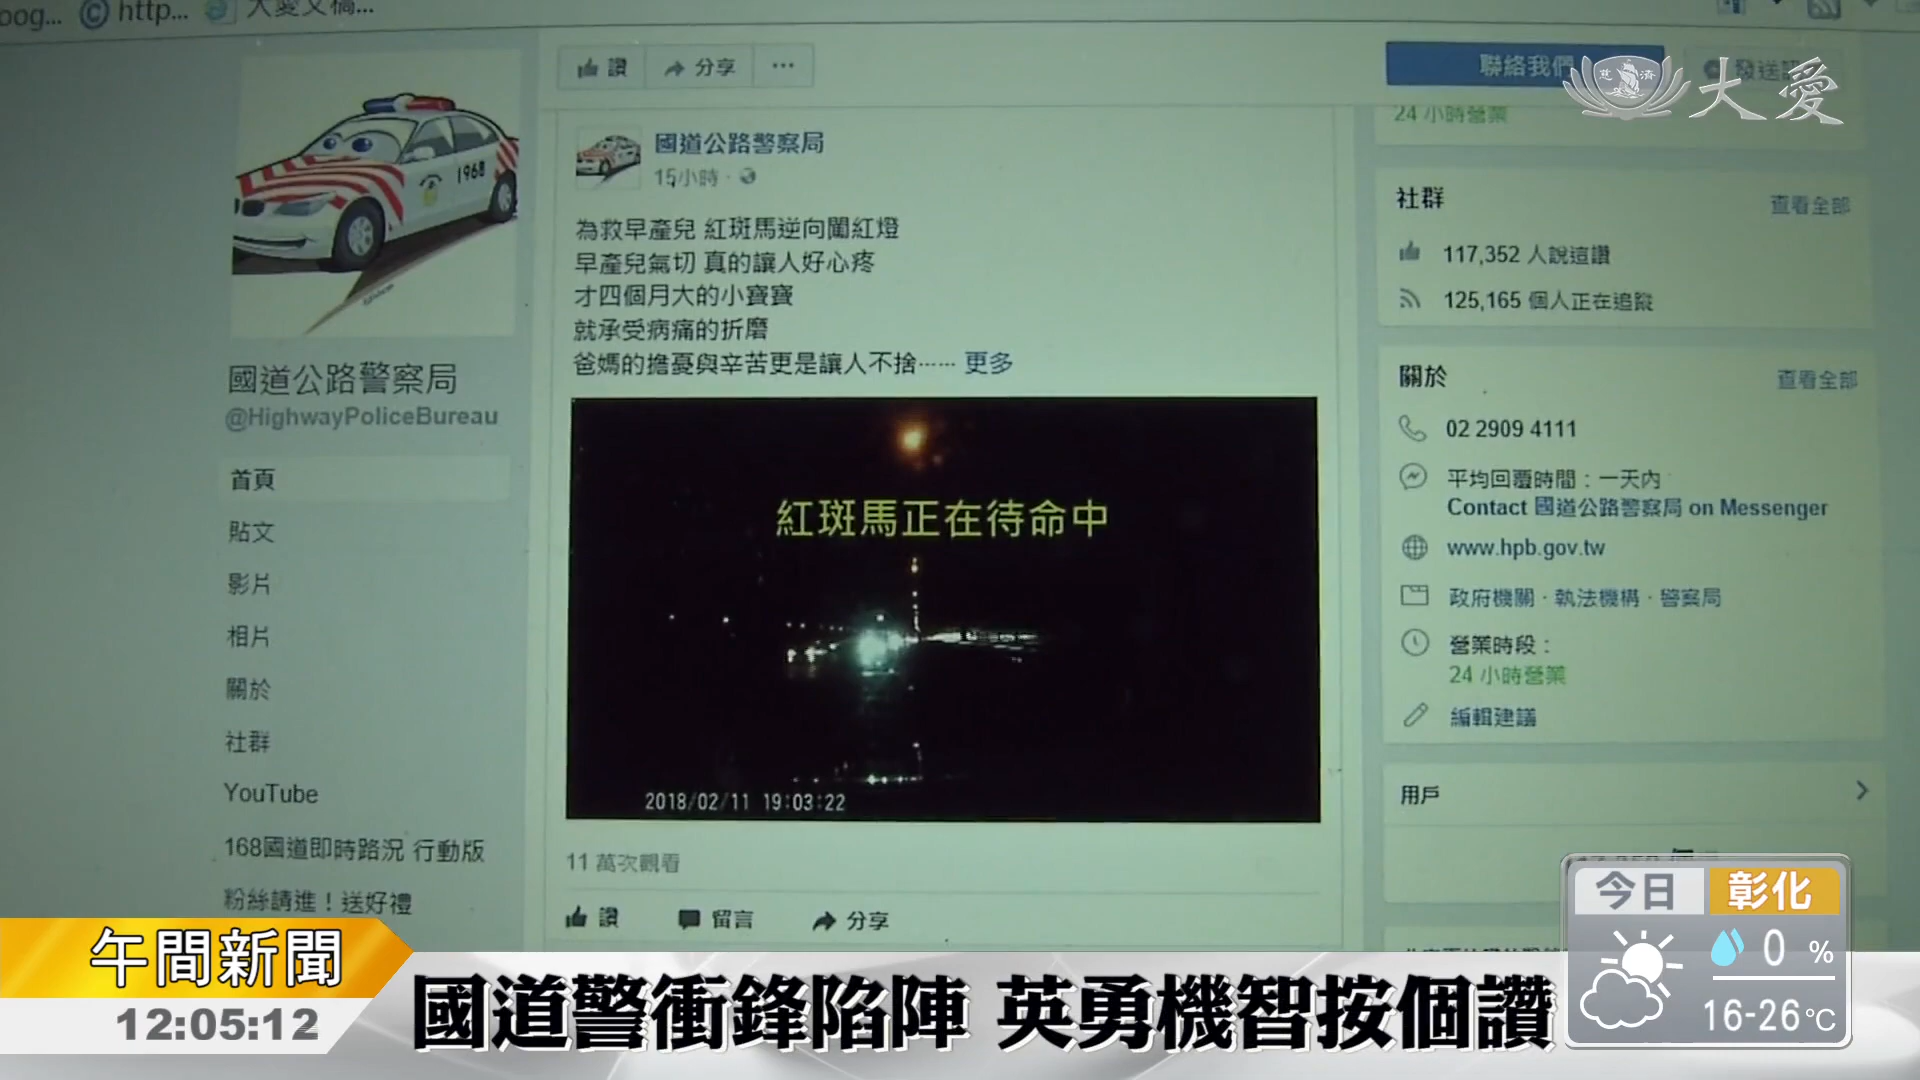 http...
大愛文稿...
讚 分享 ...
聯絡我們
慈濟
大愛
24 小時營業
1968
國道公路警察局
15小時
為救早產兒 紅斑馬逆向闖紅燈
早產兒氣切 真的讓人好心疼
才四個月大的小寶寶
就承受病痛的折磨
爸媽的擔憂與辛苦更是讓人不捨…… 更多
紅斑馬正在待命中
2018/02/11 19:03:22
11 萬次觀看
讚 留言 分享
國道公路警察局
@HighwayPoliceBureau
首頁
貼文
影片
相片
關於
社群
YouTube
168國道即時路況 行動版
粉絲請進！送好禮
社群 查看全部
117,352 人說這讚
125,165 個人正在追蹤
關於 查看全部
02 2909 4111
平均回覆時間：一天內
Contact 國道公路警察局 on Messenger
www.hpb.gov.tw
政府機關 · 執法機構 · 警察局
營業時段：
24 小時營業
編輯建議
用戶
今日 彰化
0 %
16-26°C
午間新聞
12:05:12
國道警衝鋒陷陣 英勇機智按個讚